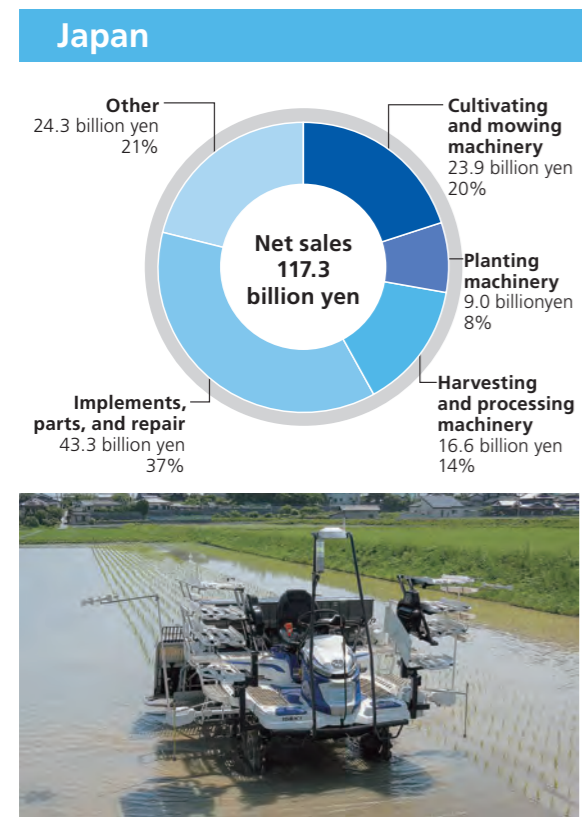 Japan
Other
24.3 billion yen
21%
Cultivating
and mowing
machinery
23.9 billion yen
20%
Net sales
117.3
billion yen
Planting
machinery
9.0 billionyen
8%
Harvesting
and processing
machinery
16.6 billion yen
14%
Implements,
parts, and repair
43.3 billion yen
37%